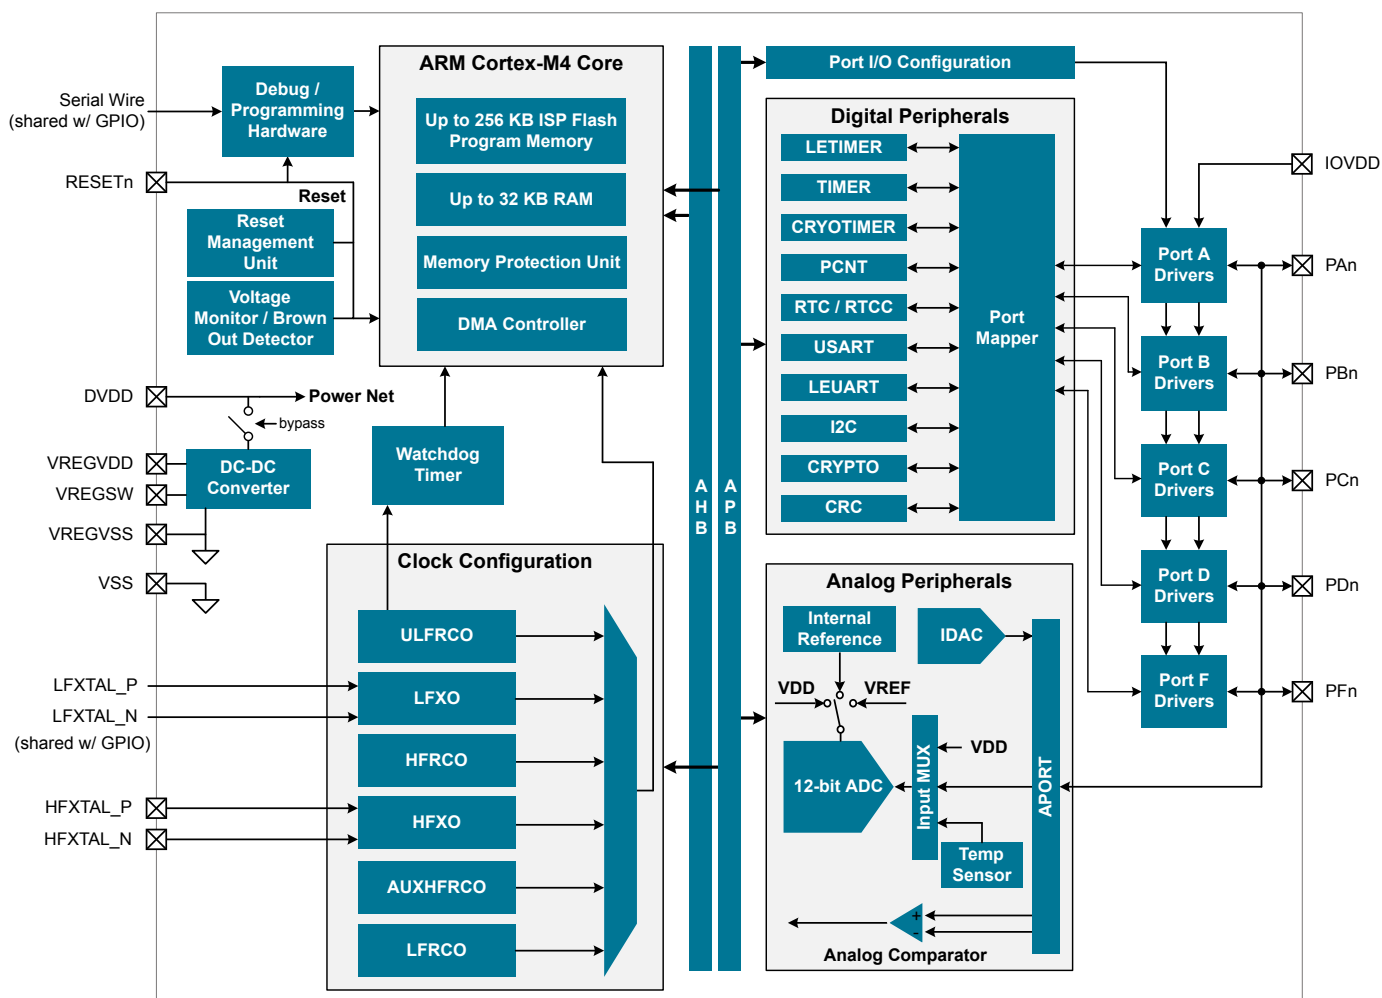 ARM Cortex-M4 Core
Up to 256 KB ISP Flash
Program Memory
Up to 32 KB RAM
Memory Protection Unit
DMA Controller
Serial Wire
(shared w/ GPIO)
Debug /
Programming
Hardware
RESETn
Reset
Reset
Management
Unit
Voltage
Monitor / Brown
Out Detector
DVDD
Power Net
bypass
VREGVDD
VREGSW
DC-DC
Converter
VREGVSS
VSS
Watchdog
Timer
Clock Configuration
ULFRCO
LFXO
HFRCO
HFXO
AUXHFRCO
LFRCO
LFXTAL_P
LFXTAL_N
(shared w/ GPIO)
HFXTAL_P
HFXTAL_N
A
H
B
A
P
B
Port I/O Configuration
Digital Peripherals
LETIMER
TIMER
CRYOTIMER
PCNT
RTC / RTCC
USART
LEUART
I2C
CRYPTO
CRC
Port
Mapper
Analog Peripherals
Internal
Reference
IDAC
VDD
VREF
12-bit ADC
Input MUX
VDD
Temp
Sensor
APORT
+
-
Analog Comparator
Port A
Drivers
Port B
Drivers
Port C
Drivers
Port D
Drivers
Port F
Drivers
IOVDD
PAn
PBn
PCn
PDn
PFn